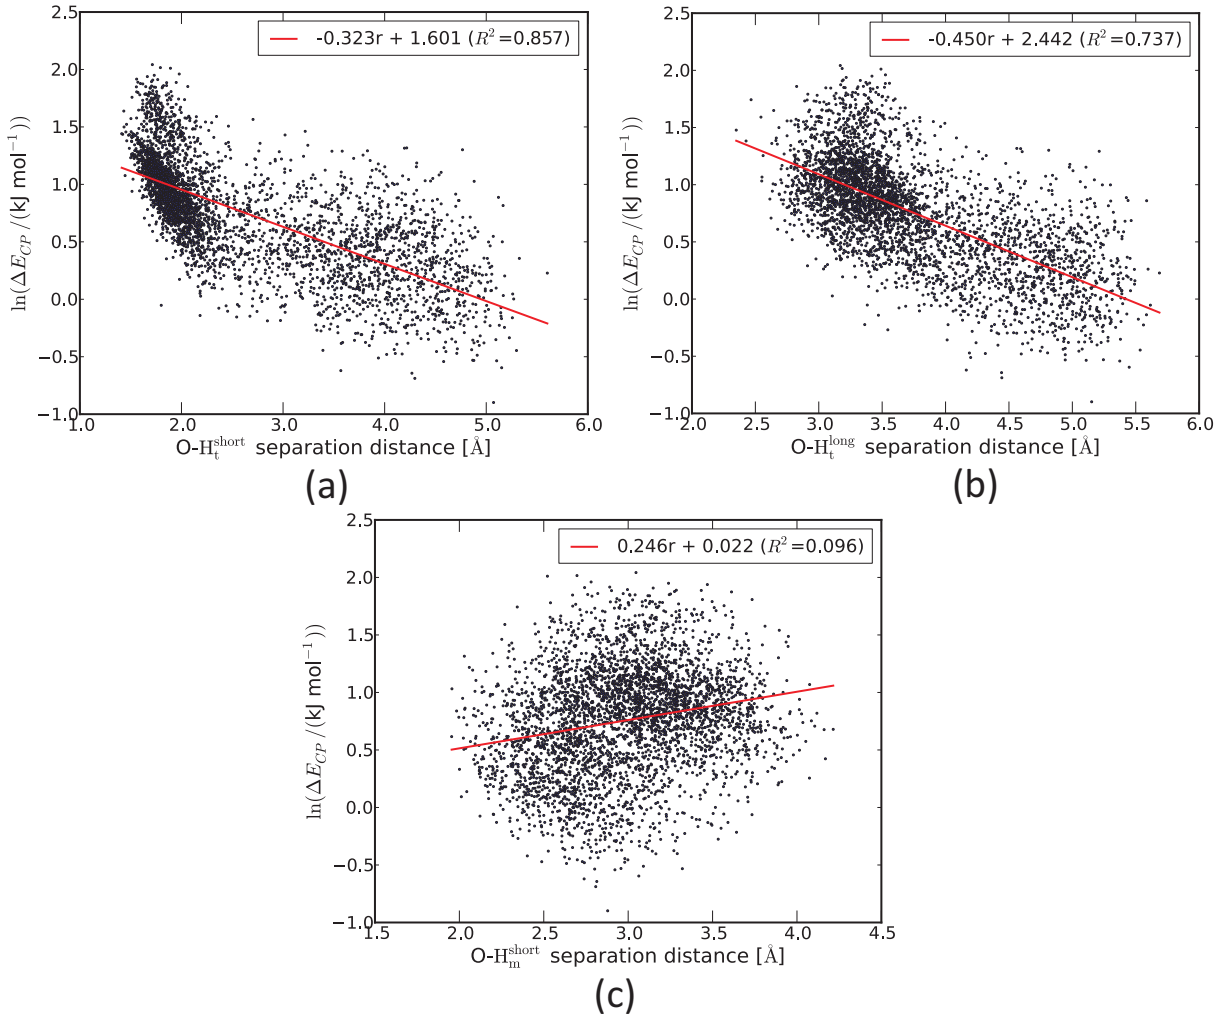 -0.323r + 1.601 (R²=0.857)
2.5
2.0
1.5
1.0
0.5
0.0
−0.5
−1.0
ln(ΔE_CP/(kJ mol⁻¹))
1.0 2.0 3.0 4.0 5.0 6.0
O-H_t^short separation distance [Å]
(a)
-0.450r + 2.442 (R²=0.737)
2.5
2.0
1.5
1.0
0.5
0.0
−0.5
−1.0
ln(ΔE_CP/(kJ mol⁻¹))
2.0 2.5 3.0 3.5 4.0 4.5 5.0 5.5 6.0
O-H_t^long separation distance [Å]
(b)
0.246r + 0.022 (R²=0.096)
2.5
2.0
1.5
1.0
0.5
0.0
−0.5
−1.0
ln(ΔE_CP/(kJ mol⁻¹))
1.5 2.0 2.5 3.0 3.5 4.0 4.5
O-H_m^short separation distance [Å]
(c)